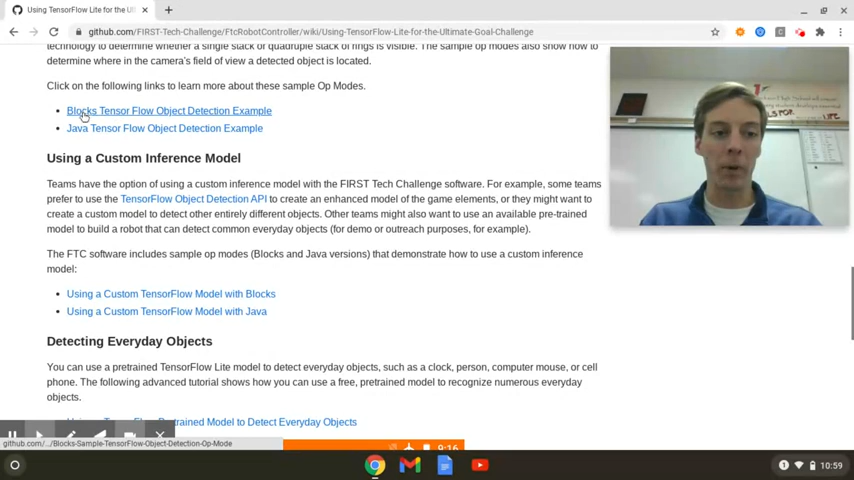 Using TensorFlow Lite for the U
github.com/FIRST-Tech-Challenge/FtcRobotController/wiki/Using-TensorFlow-Lite-for-the-Ultimate-Goal-Challenge
technology to determine whether a single stack or quadruple stack of rings is visible. The sample op modes also show how to
determine where in the camera's field of view a detected object is located.
Click on the following links to learn more about these sample Op Modes.
Blocks Tensor Flow Object Detection Example
Java Tensor Flow Object Detection Example
Using a Custom Inference Model
Teams have the option of using a custom inference model with the FIRST Tech Challenge software. For example, some teams
prefer to use the TensorFlow Object Detection API to create an enhanced model of the game elements, or they might want to
create a custom model to detect other entirely different objects. Other teams might also want to use an available pre-trained
model to build a robot that can detect common everyday objects (for demo or outreach purposes, for example).
The FTC software includes sample op modes (Blocks and Java versions) that demonstrate how to use a custom inference
model:
Using a Custom TensorFlow Model with Blocks
Using a Custom TensorFlow Model with Java
Detecting Everyday Objects
You can use a pretrained TensorFlow Lite model to detect everyday objects, such as a clock, person, computer mouse, or cell
phone. The following advanced tutorial shows how you can use a free, pretrained model to recognize numerous everyday
objects.
trained Model to Detect Everyday Objects
github.com/.../Blocks-Sample-TensorFlow-Object-Detection-Op-Mode
9:16
1
10:59